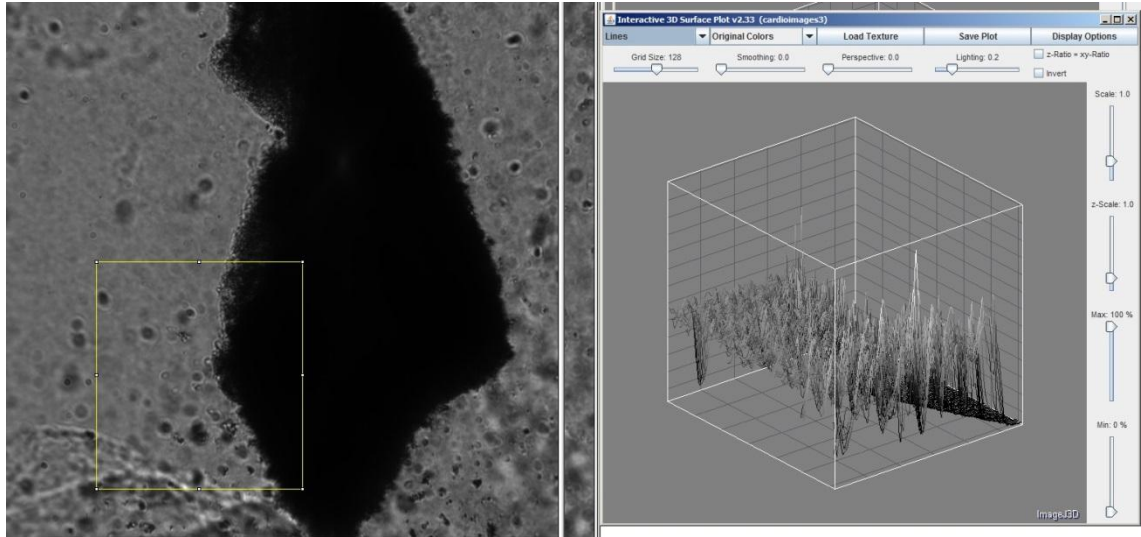 Interactive 3D Surface Plot v2.33 (cardioimages3)
Lines Original Colors Load Texture Save Plot Display Options
Grid Size: 128 Smoothing: 0.0 Perspective: 0.0 Lighting: 0.2 z-Ratio = xy-Ratio
Invert
Scale: 1.0
z-Scale: 1.0
Max: 100 %
Min: 0 %
ImageJ3D